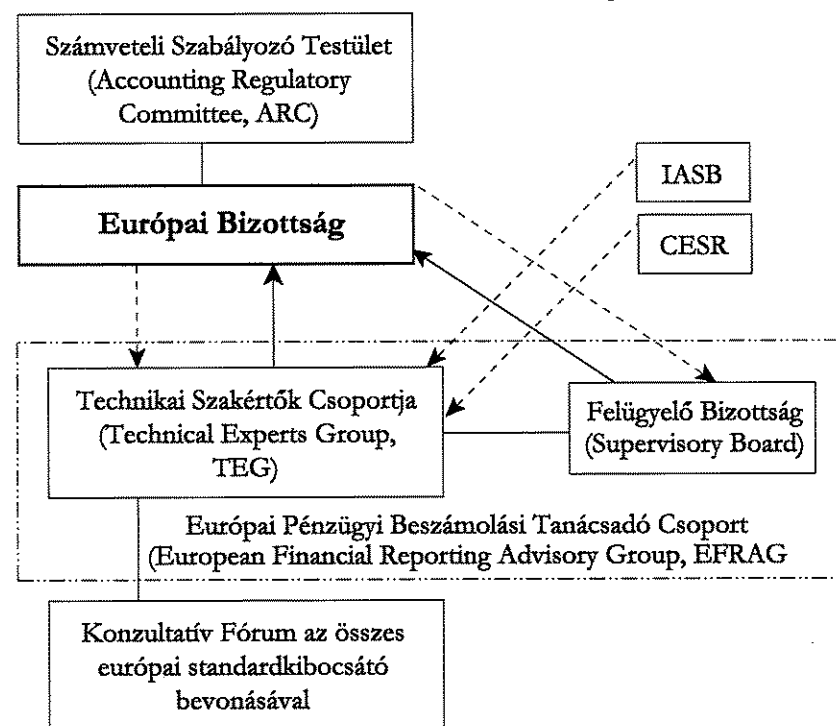 Számveteli Szabályozó Testület
(Accounting Regulatory
Committee, ARC)
Európai Bizottság
IASB
CESR
Technikai Szakértők Csoportja
(Technical Experts Group,
TEG)
Felügyelő Bizottság
(Supervisory Board)
Európai Pénzügyi Beszámolási Tanácsadó Csoport
(European Financial Reporting Advisory Group, EFRAG
Konzultatív Fórum az összes
európai standardkibocsátó
bevonásával